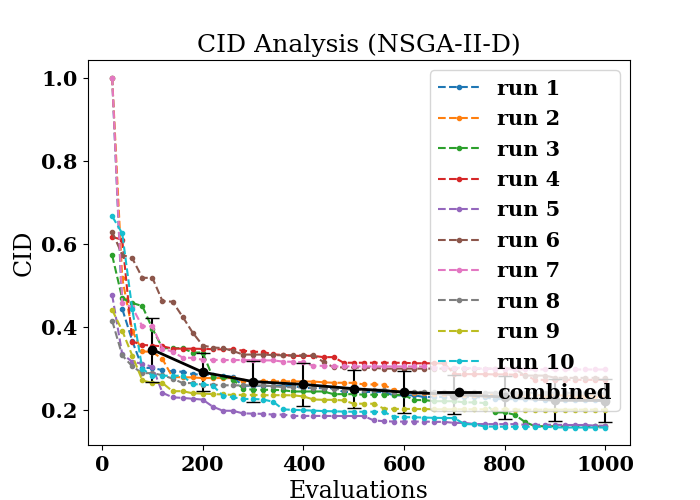 CID Analysis (NSGA-II-D)
1.0
0.8
0.6
0.4
0.2
CID
run 1
run 2
run 3
run 4
run 5
run 6
run 7
run 8
run 9
run 10
combined
0 200 400 600 800 1000
Evaluations